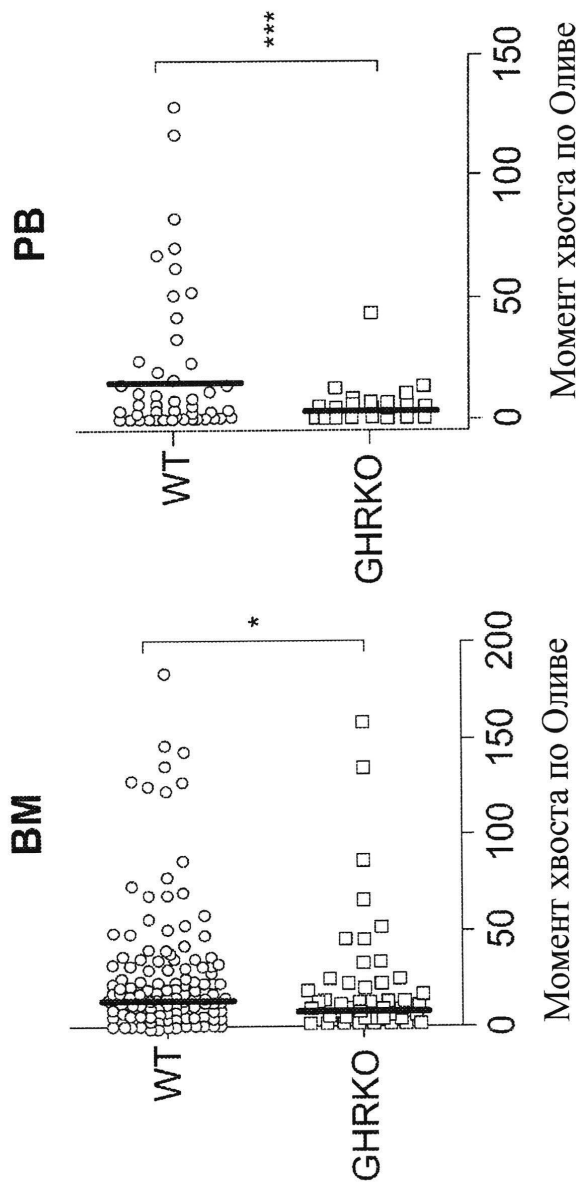 BM
WT
GHRKO
*
0 50 100 150 200
Момент хвоста по Оливе
PB
WT
GHRKO
***
0 50 100 150
Момент хвоста по Оливе